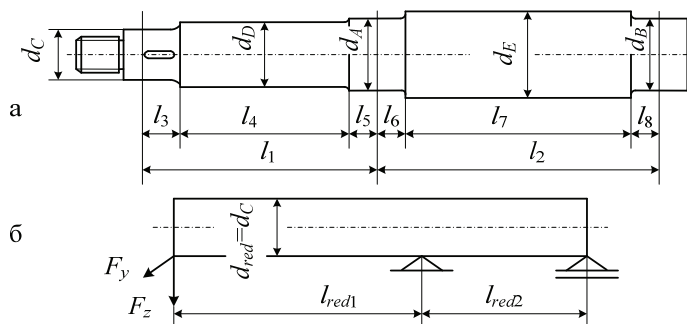 d_C d_D d_A d_E d_B
а
l_3 l_4 l_5 l_6 l_7 l_8
l_1 l_2
б
d_red=d_C
F_y
F_z
l_red1 l_red2